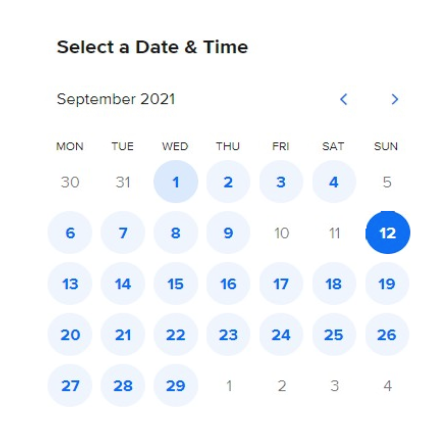 Select a Date & Time
September 2021
MON TUE WED THU FRI SAT SUN
30 31 1 2 3 4 5
6 7 8 9 10 11 12
13 14 15 16 17 18 19
20 21 22 23 24 25 26
27 28 29 1 2 3 4